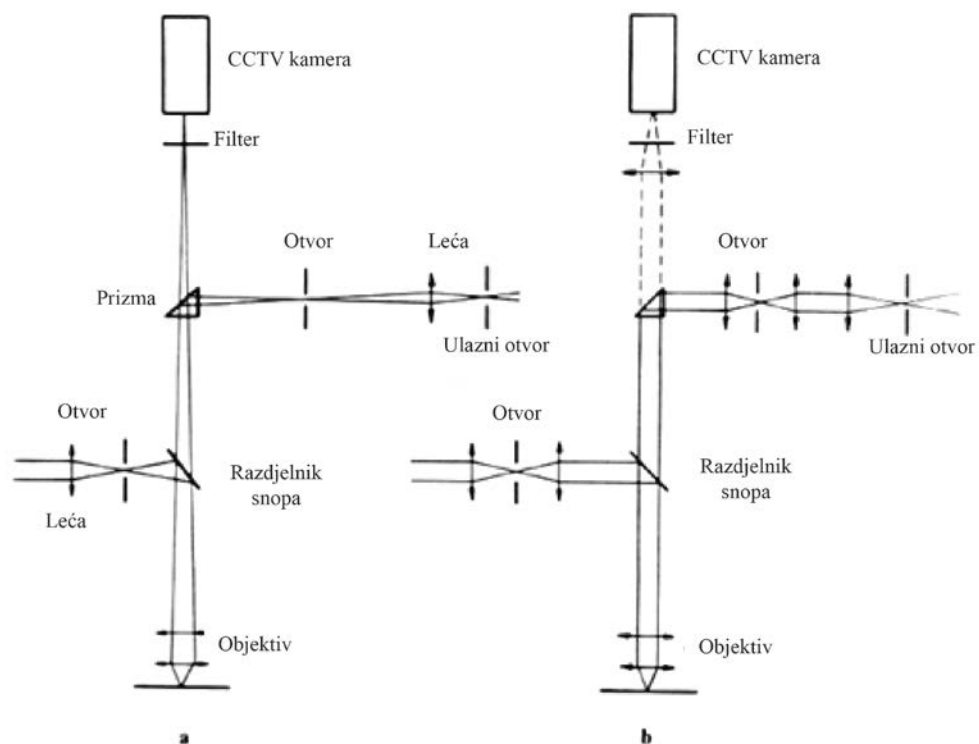 CCTV kamera
Filter
Otvor
Leća
Prizma
Ulazni otvor
Otvor
Razdjelnik
snopa
Leća
Objektiv
a
CCTV kamera
Filter
Otvor
Ulazni otvor
Otvor
Razdjelnik
snopa
Objektiv
b